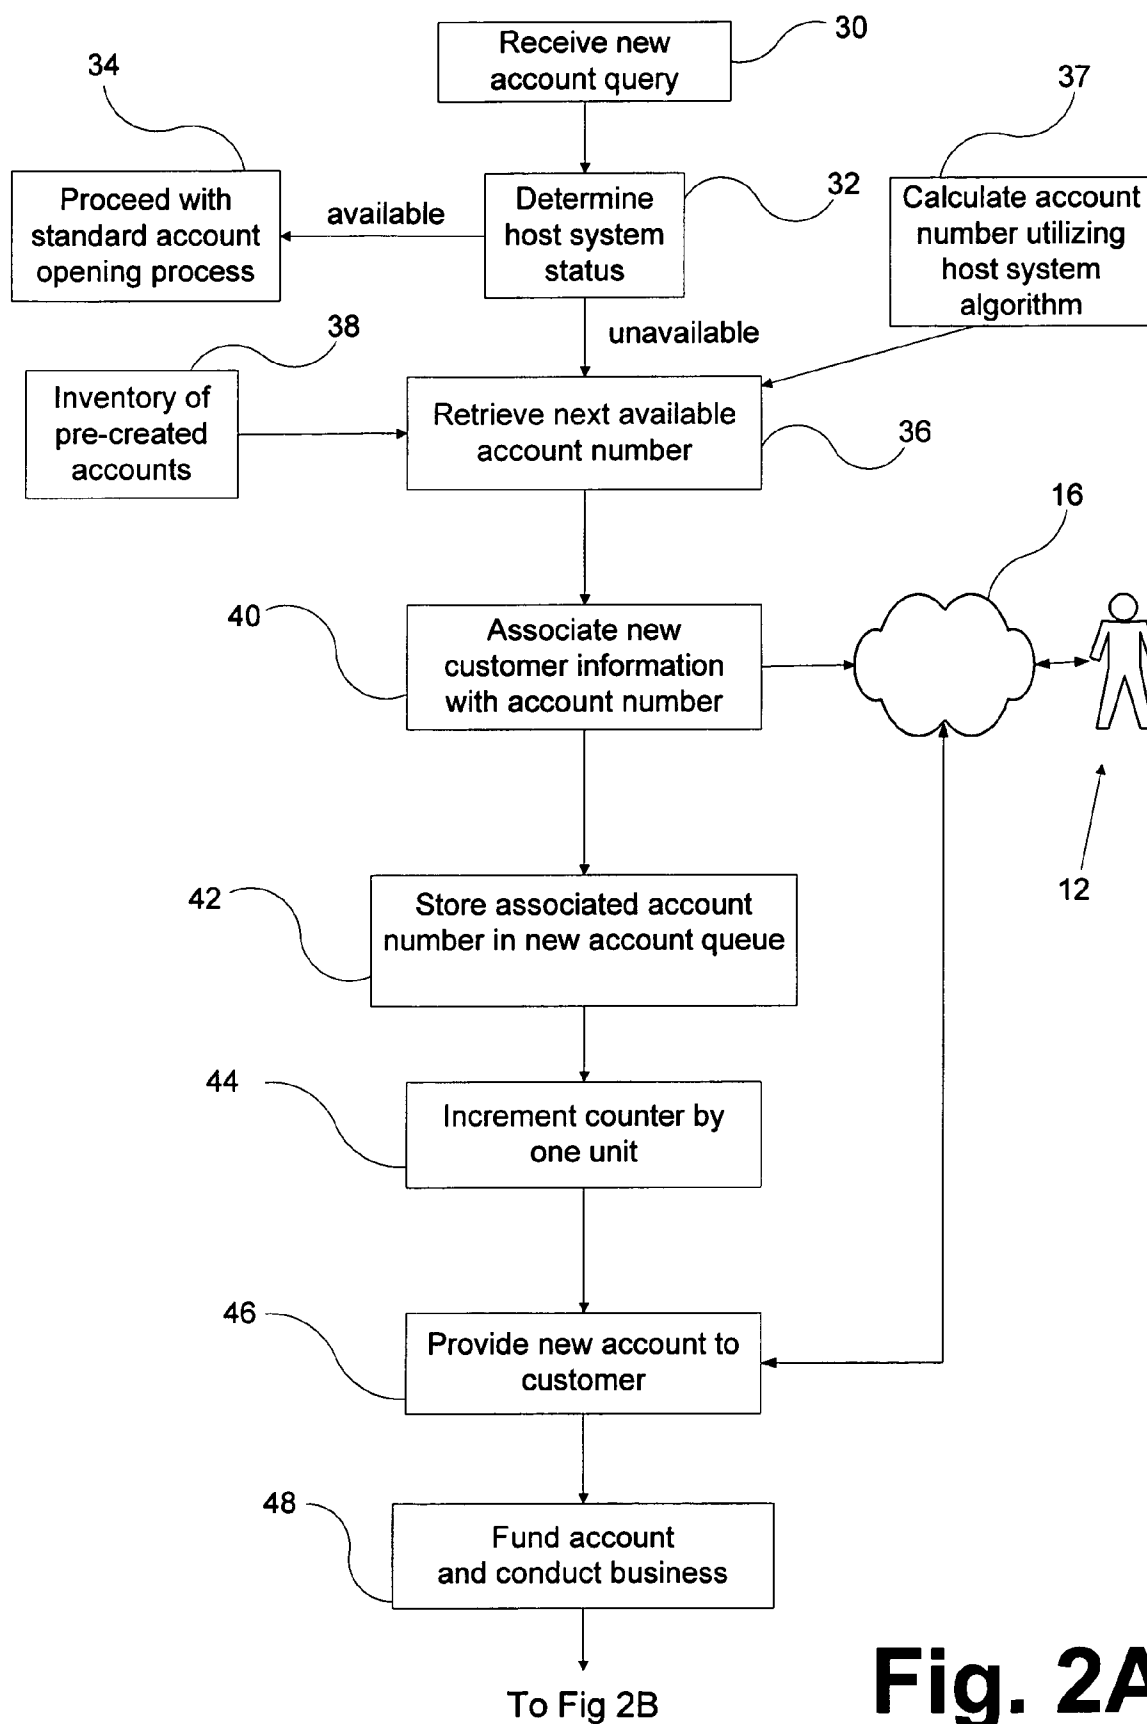 Receive new
account query
30
34
37
Proceed with
standard account
opening process
available
Determine
host system
status
32
Calculate account
number utilizing
host system
algorithm
unavailable
38
Inventory of
pre-created
accounts
Retrieve next available
account number
36
16
40
Associate new
customer information
with account number
12
42
Store associated account
number in new account queue
44
Increment counter by
one unit
46
Provide new account to
customer
48
Fund account
and conduct business
To Fig 2B
Fig. 2A